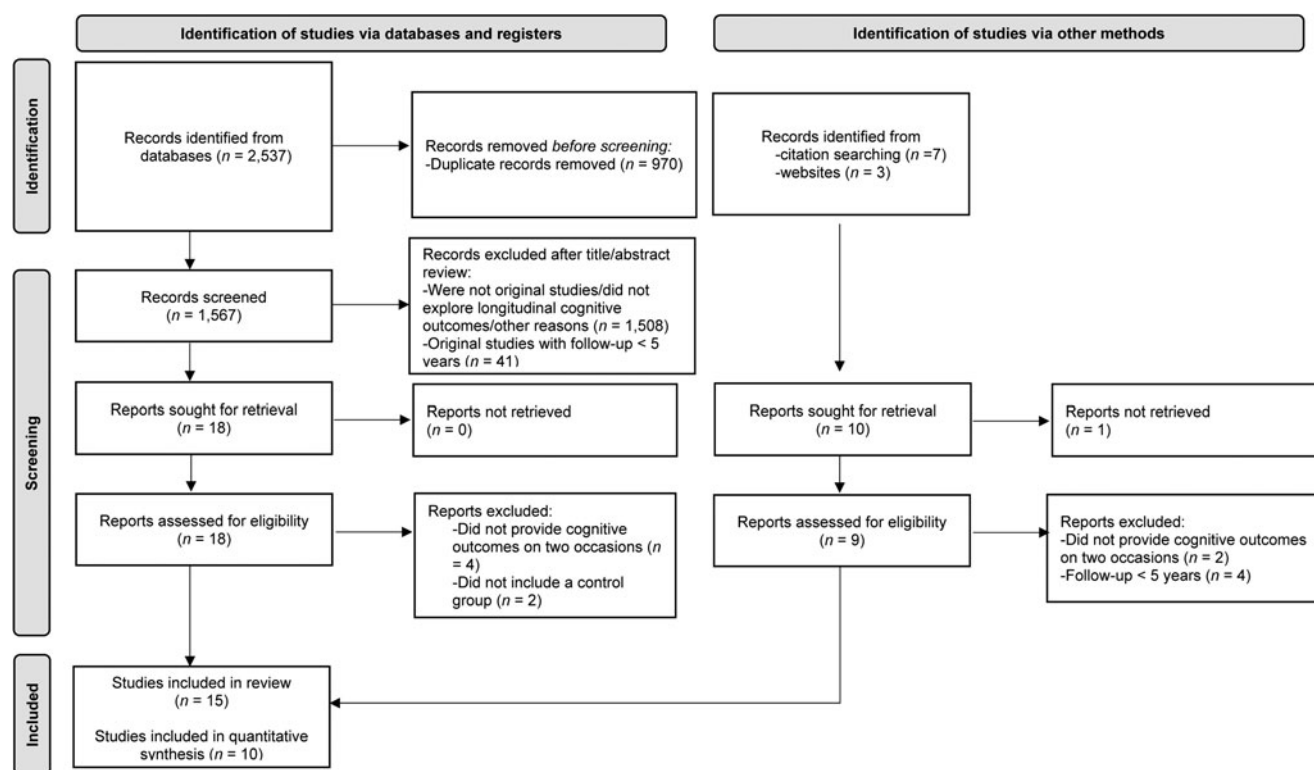 Identification of studies via databases and registers
Identification of studies via other methods
Identification
Records identified from
databases (n = 2,537)
Records removed before screening:
-Duplicate records removed (n = 970)
Records identified from
-citation searching (n =7)
-websites (n = 3)
Screening
Records screened
(n = 1,567)
Records excluded after title/abstract
review:
-Were not original studies/did not
explore longitudinal cognitive
outcomes/other reasons (n = 1,508)
-Original studies with follow-up < 5
years (n = 41)
Reports sought for retrieval
(n = 18)
Reports not retrieved
(n = 0)
Reports sought for retrieval
(n = 10)
Reports not retrieved
(n = 1)
Reports assessed for eligibility
(n = 18)
Reports excluded:
-Did not provide cognitive
outcomes on two occasions (n
= 4)
-Did not include a control
group (n = 2)
Reports assessed for eligibility
(n = 9)
Reports excluded:
-Did not provide cognitive outcomes
on two occasions (n = 2)
-Follow-up < 5 years (n = 4)
Included
Studies included in review
(n = 15)
Studies included in quantitative
synthesis (n = 10)